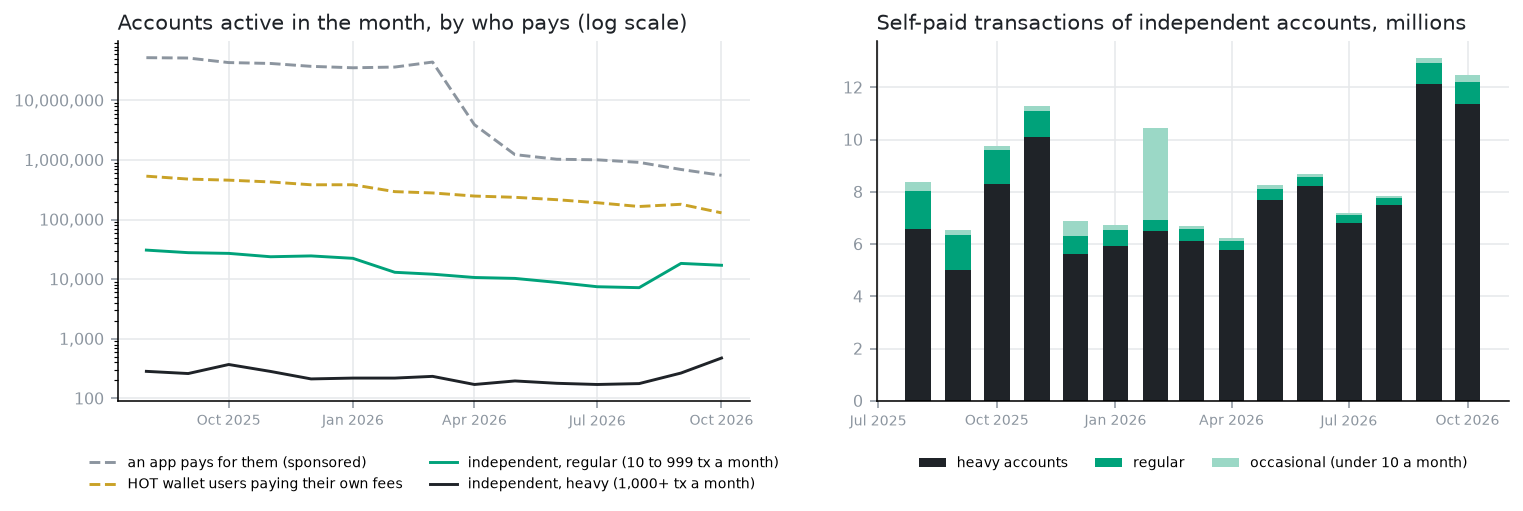 Accounts active in the month, by who pays (log scale)
10,000,000
1,000,000
100,000
10,000
1,000
100
Oct 2025
Jan 2026
Apr 2026
Jul 2026
Oct 2026
an app pays for them (sponsored)
HOT wallet users paying their own fees
independent, regular (10 to 999 tx a month)
independent, heavy (1,000+ tx a month)
Self-paid transactions of independent accounts, millions
12
10
8
6
4
2
0
Jul 2025
Oct 2025
Jan 2026
Apr 2026
Jul 2026
Oct 2026
heavy accounts
regular
occasional (under 10 a month)